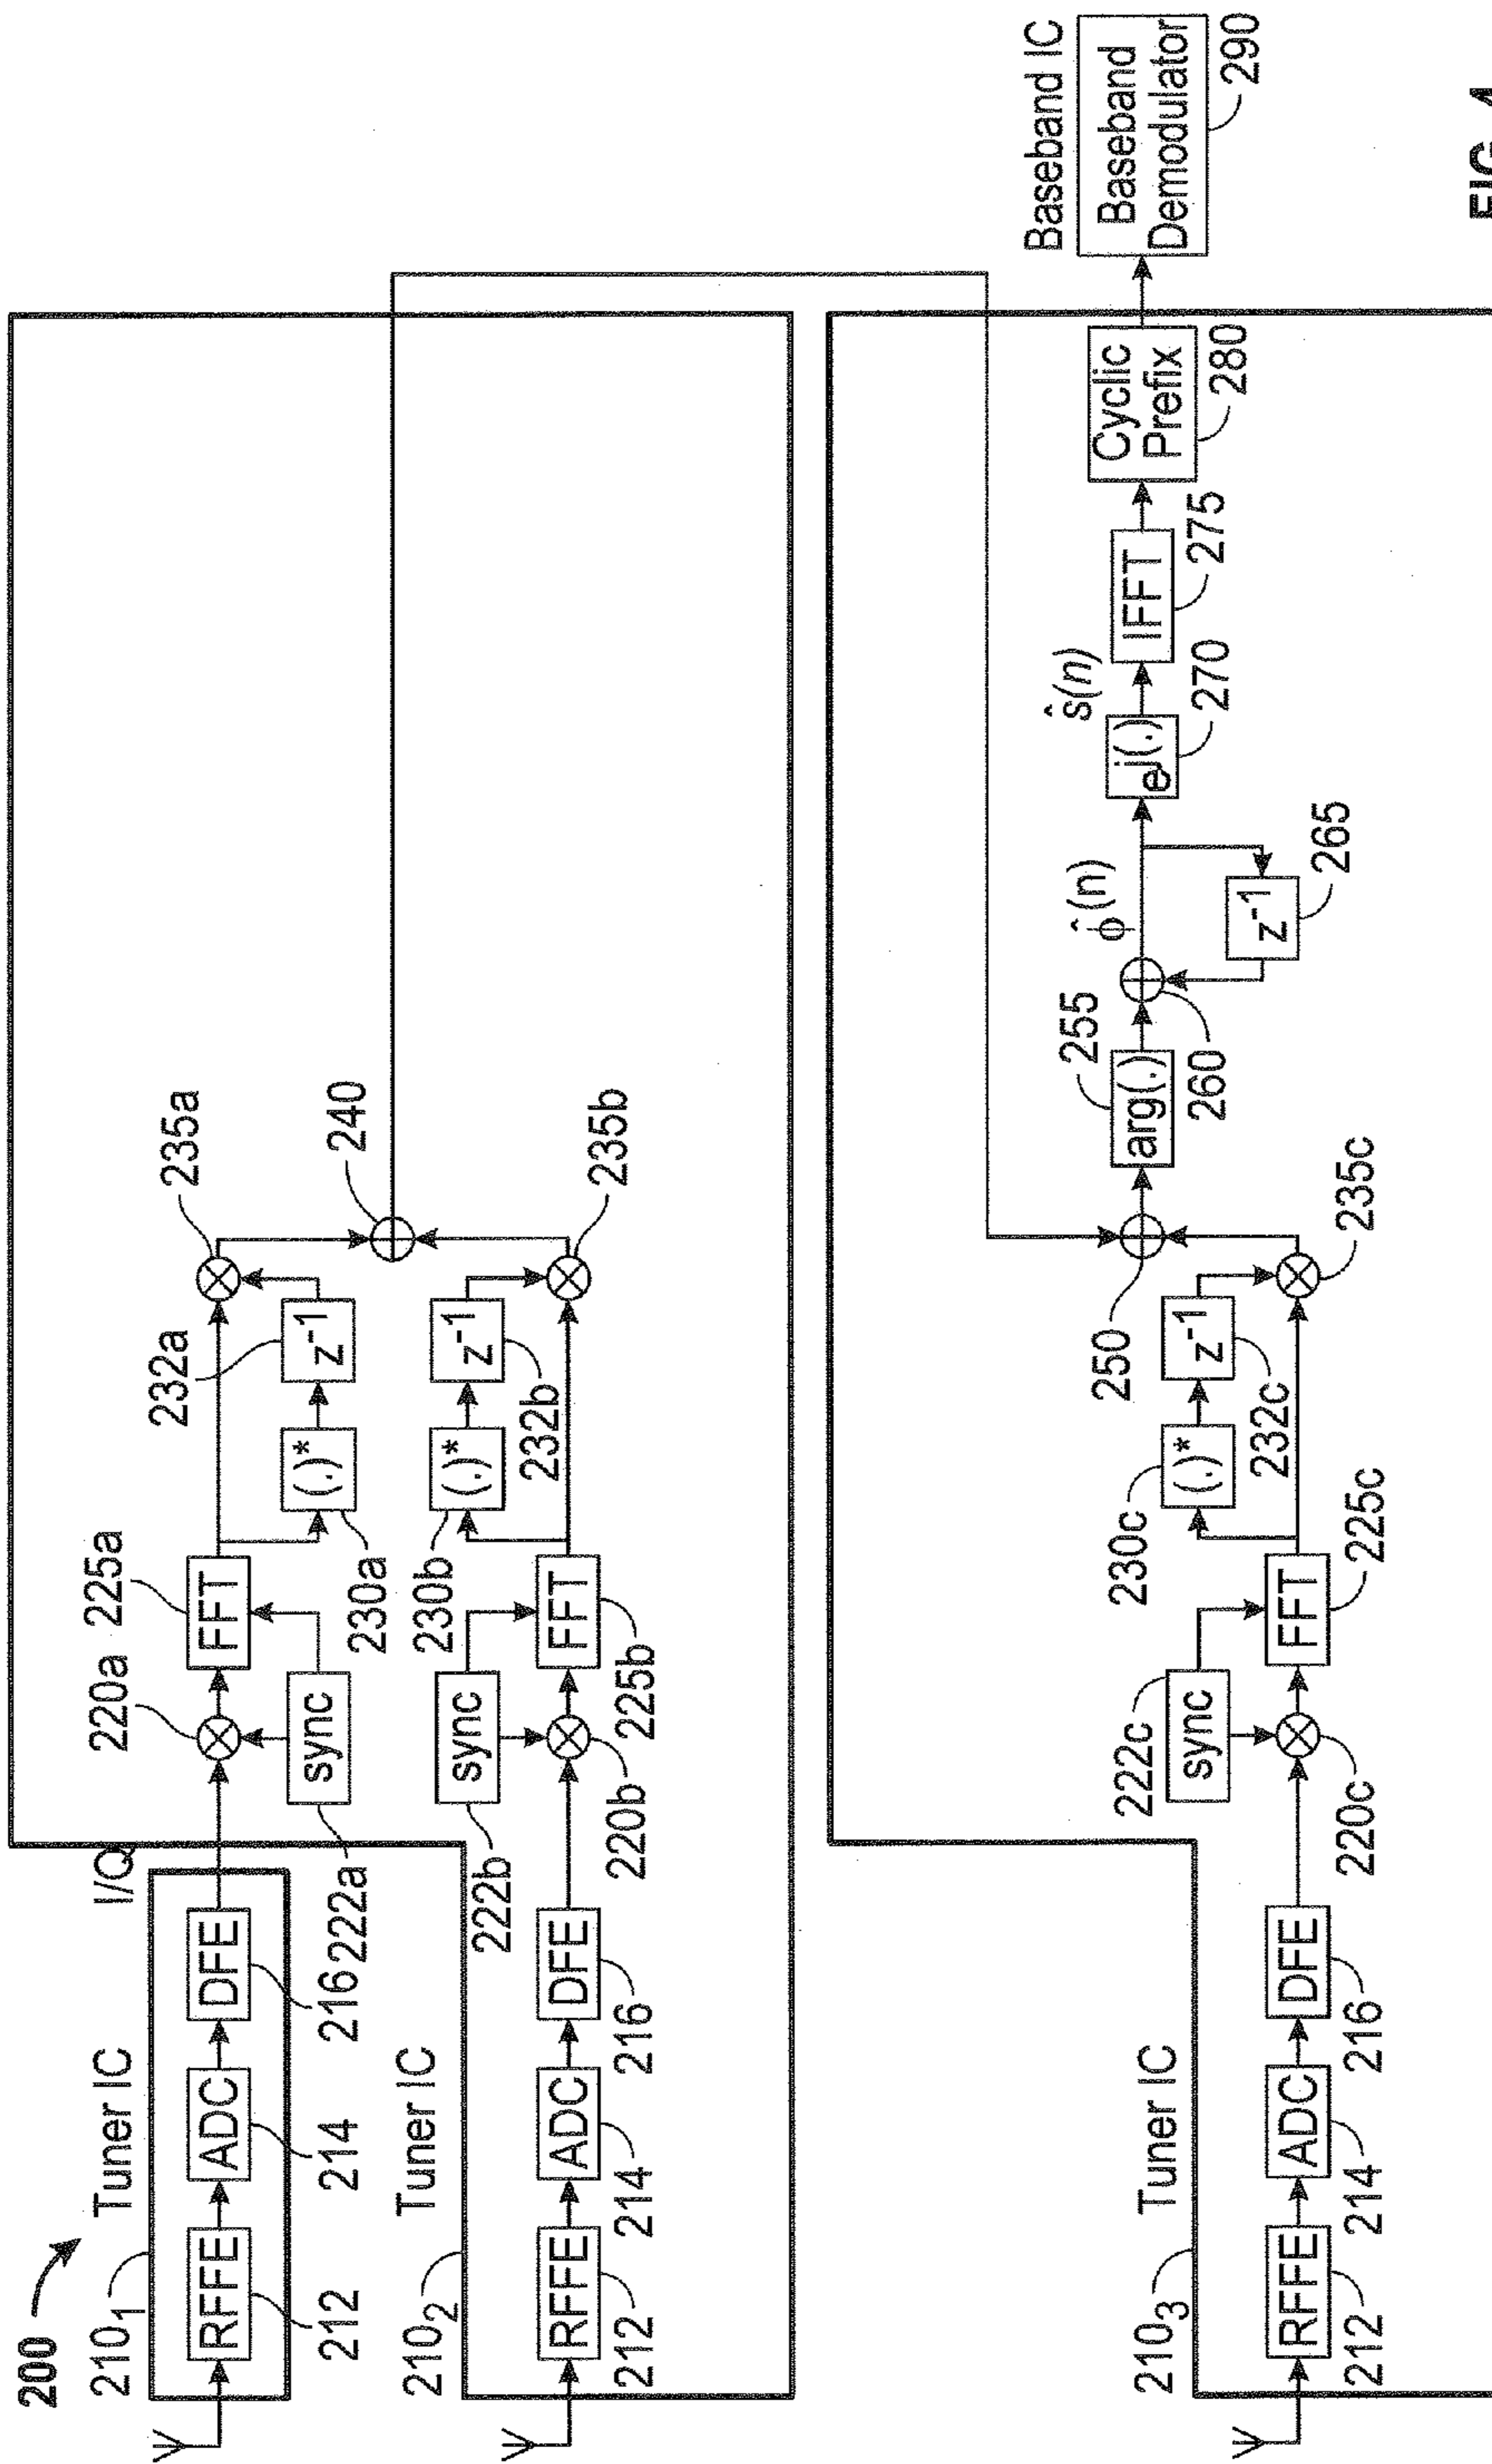 200
210₁
Tuner IC
I/Q
RFFE
ADC
DFE
212
214
216
222a
sync
220a
FFT
225a
(.)*
230a
z⁻¹
232a
235a
240
210₂
Tuner IC
RFFE
ADC
DFE
212
214
216
222b
sync
220b
FFT
225b
230b
(.)*
z⁻¹
232b
235b
210₃
Tuner IC
RFFE
ADC
DFE
212
214
216
222c
sync
220c
FFT
225c
230c
(.)*
z⁻¹
232c
235c
250
arg(.)
255
260
ϕ̂(n)
z⁻¹
265
e^j(.)
ŝ(n)
270
IFFT
275
Cyclic
Prefix
280
Baseband IC
Baseband
Demodulator
290